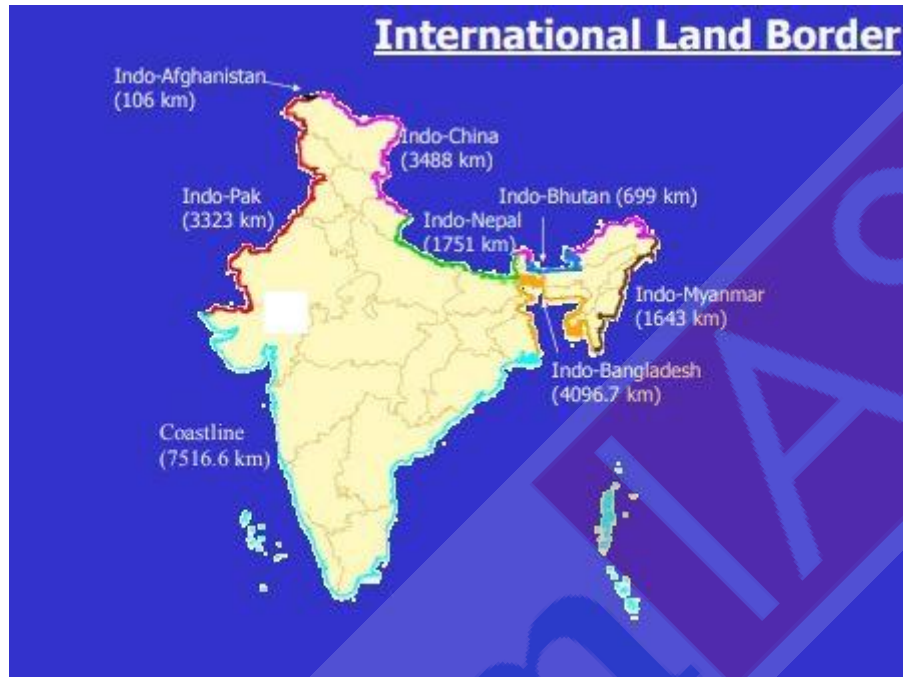 International Land Border
Indo-Afghanistan
(106 km)
Indo-China
(3488 km)
Indo-Pak
(3323 km)
Indo-Bhutan (699 km)
Indo-Nepal
(1751 km)
Indo-Myanmar
(1643 km)
Indo-Bangladesh
(4096.7 km)
Coastline
(7516.6 km)
IAS